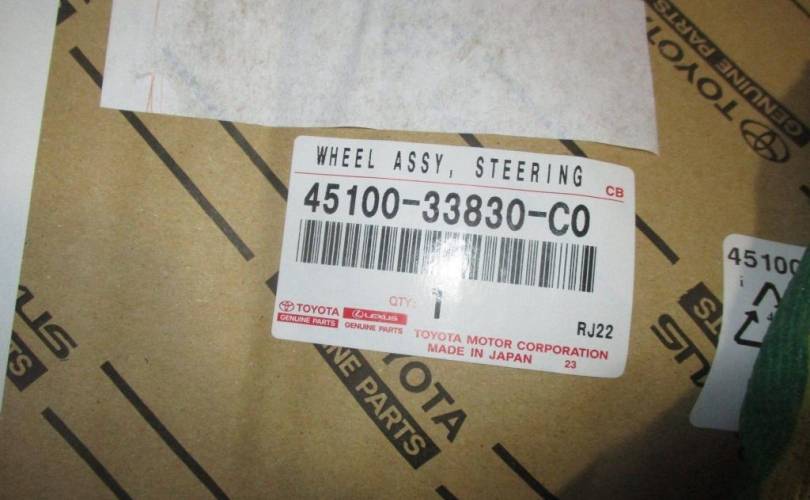 WHEEL ASSY, STEERING
CB
45100-33830-C0
QTY: 1
TOYOTA
GENUINE PARTS
LEXUS
GENUINE PARTS
RJ22
TOYOTA MOTOR CORPORATION
MADE IN JAPAN 23
45100
TOYOTA
GENUINE PARTS
TOYOTA
GENUINE PARTS